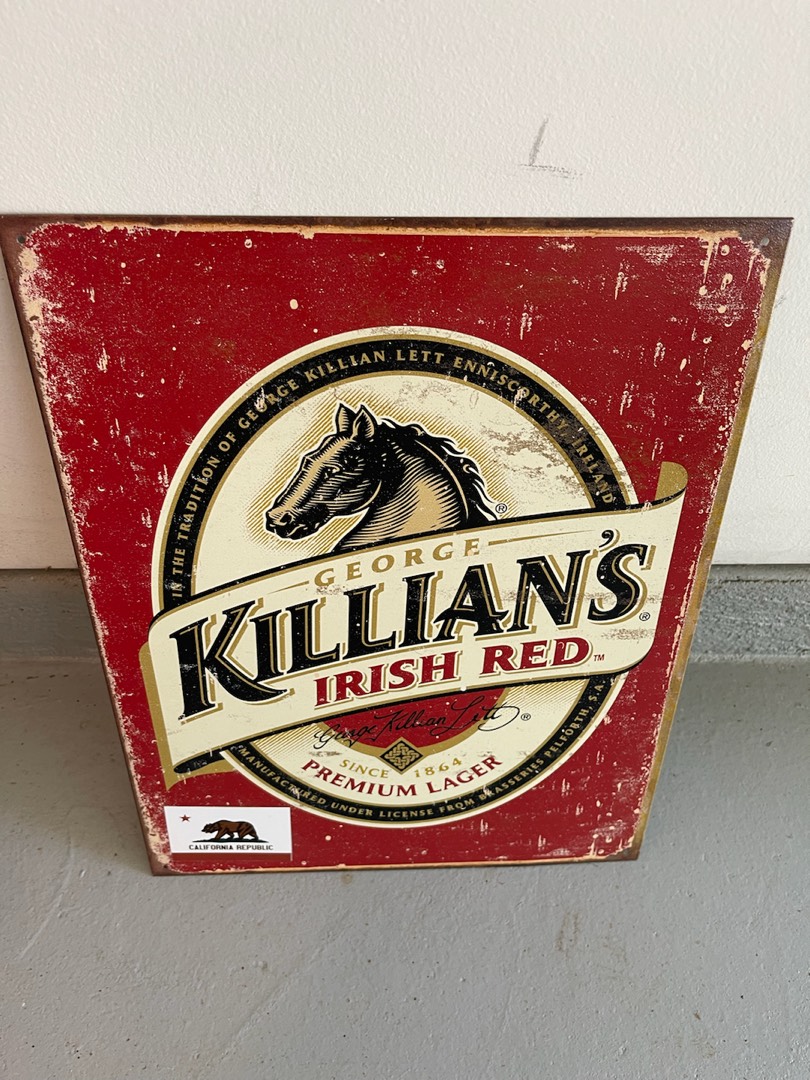 IN THE TRADITION OF GEORGE KILLIAN LETT ENNISCORTHY, IRELAND
®
GEORGE
KILLIAN'S®
IRISH RED™
George Killian Lett®
SINCE 1864
PREMIUM LAGER
MANUFACTURED UNDER LICENSE FROM BRASSERIES PELFORTH, S.A.
CALIFORNIA REPUBLIC